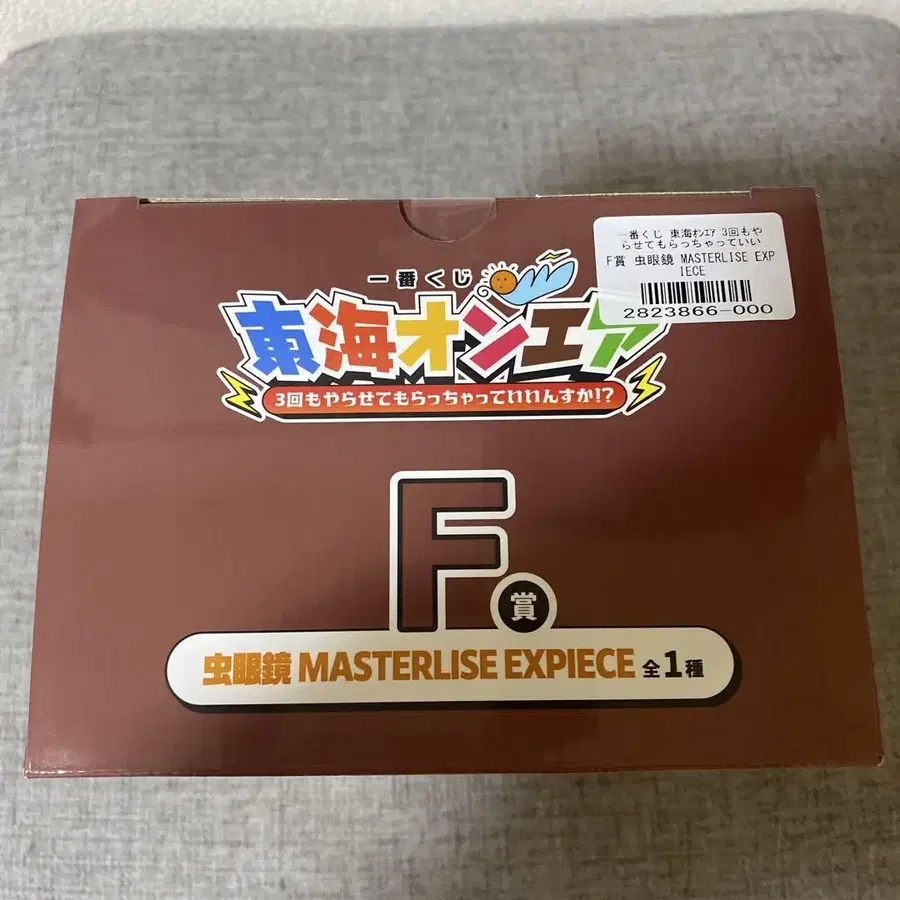 一番くじ 東海ｵﾝｴｱ 3回もや
らせてもらっちゃっていい
F賞 虫眼鏡 MASTERLISE EXP
IECE
2823866-000
一番くじ
東海オンエア
3回もやらせてもらっちゃっていいんすか!?
F賞
虫眼鏡 MASTERLISE EXPIECE 全1種